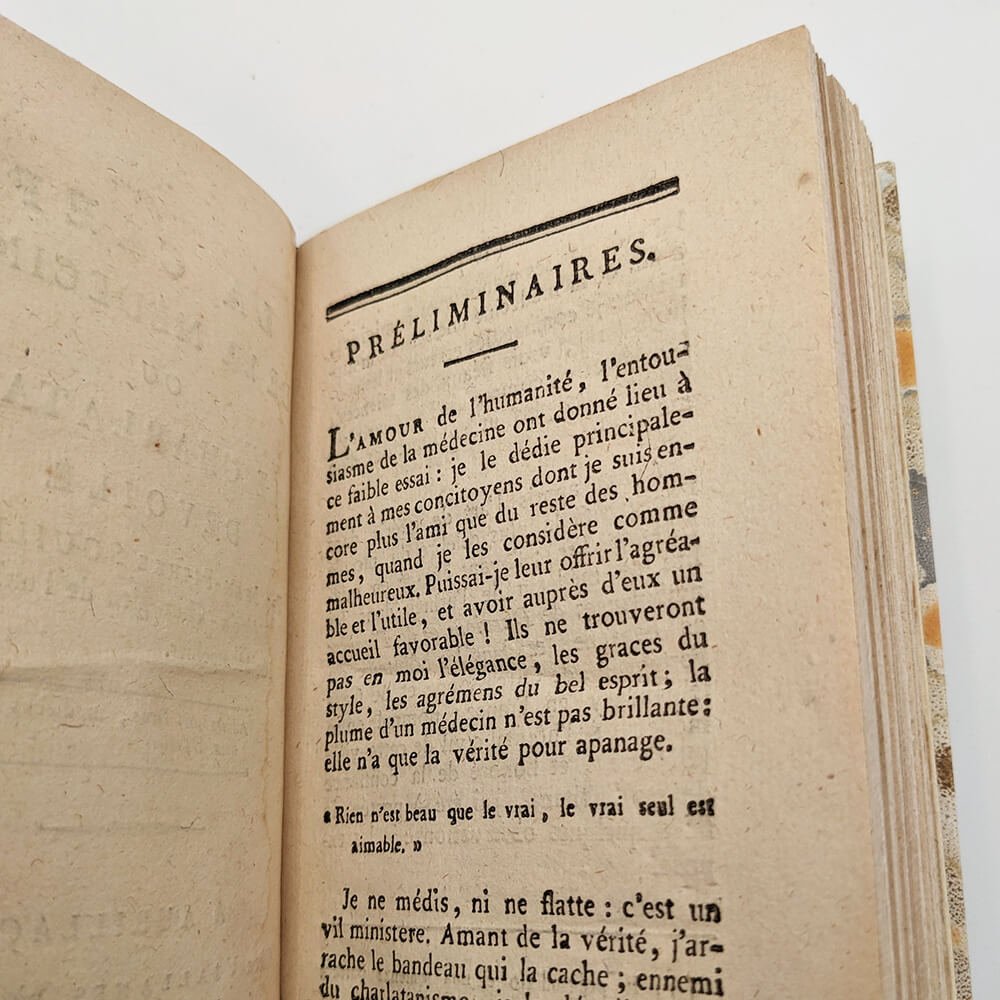 PRÉLIMINAIRES.
L'AMOUR de l'humanité, l'entou-
siasme de la médecine ont donné lieu à
ce faible essai : je le dédie principale-
ment à mes concitoyens dont je suis en-
core plus l'ami que du reste des hom-
mes, quand je les considère comme
malheureux. Puissai-je leur offrir l'agréa-
ble et l'utile, et avoir auprès d'eux un
accueil favorable ! Ils ne trouveront
pas en moi l'élégance, les graces du
style, les agrémens du bel esprit ; la
plume d'un médecin n'est pas brillante :
elle n'a que la vérité pour apanage.
« Rien n'est beau que le vrai, le vrai seul est
aimable. »
Je ne médis, ni ne flatte : c'est un
vil ministère. Amant de la vérité, j'ar-
rache le bandeau qui la cache ; ennemi
du charlatanisme